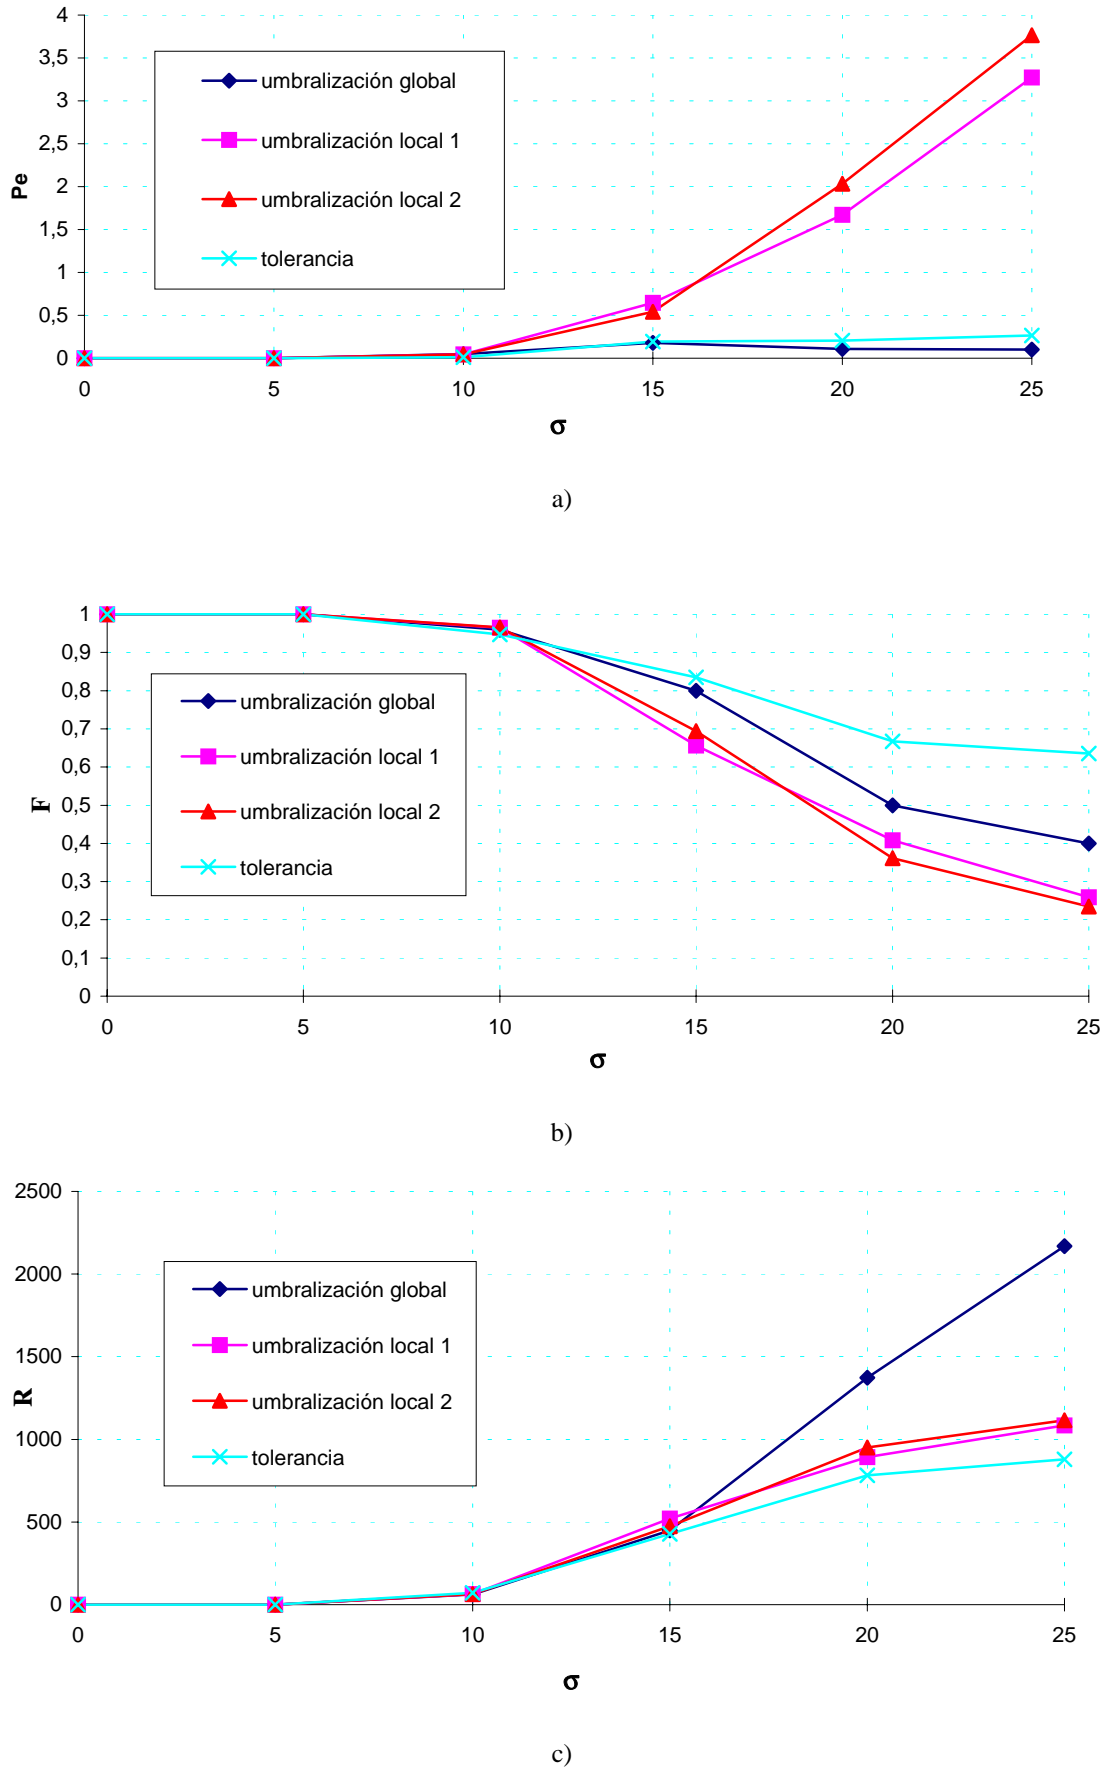 4
3,5
3
2,5
2
1,5
1
0,5
0
Pe
umbralización global
umbralización local 1
umbralización local 2
tolerancia
0 5 10 15 20 25
σ
a)
1
0,9
0,8
0,7
0,6
0,5
0,4
0,3
0,2
0,1
0
F
umbralización global
umbralización local 1
umbralización local 2
tolerancia
0 5 10 15 20 25
σ
b)
2500
2000
1500
1000
500
0
R
umbralización global
umbralización local 1
umbralización local 2
tolerancia
0 5 10 15 20 25
σ
c)